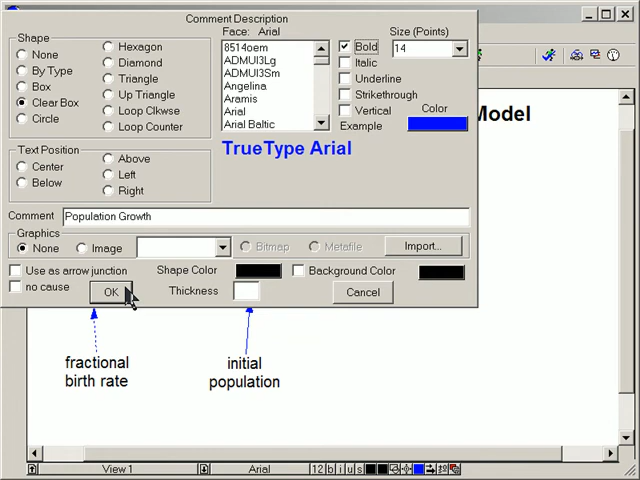 Comment Description
Shape
None
By Type
Box
Clear Box
Circle
Hexagon
Diamond
Triangle
Up Triangle
Loop Clkwse
Loop Counter
Text Position
Center
Below
Above
Left
Right
Face: Arial
8514oem
ADMUI3Lg
ADMUI3Sm
Angelina
Aramis
Arial
Arial Baltic
Bold
Italic
Underline
Strikethrough
Vertical
Example
Size (Points)
14
Color
TrueType Arial
Comment
Population Growth
Graphics
None
Image
Bitmap
Metafile
Import...
Use as arrow junction
no cause
OK
Shape Color
Thickness
Background Color
Cancel
Model
fractional
birth rate
initial
population
View 1
Arial
12 b i u s